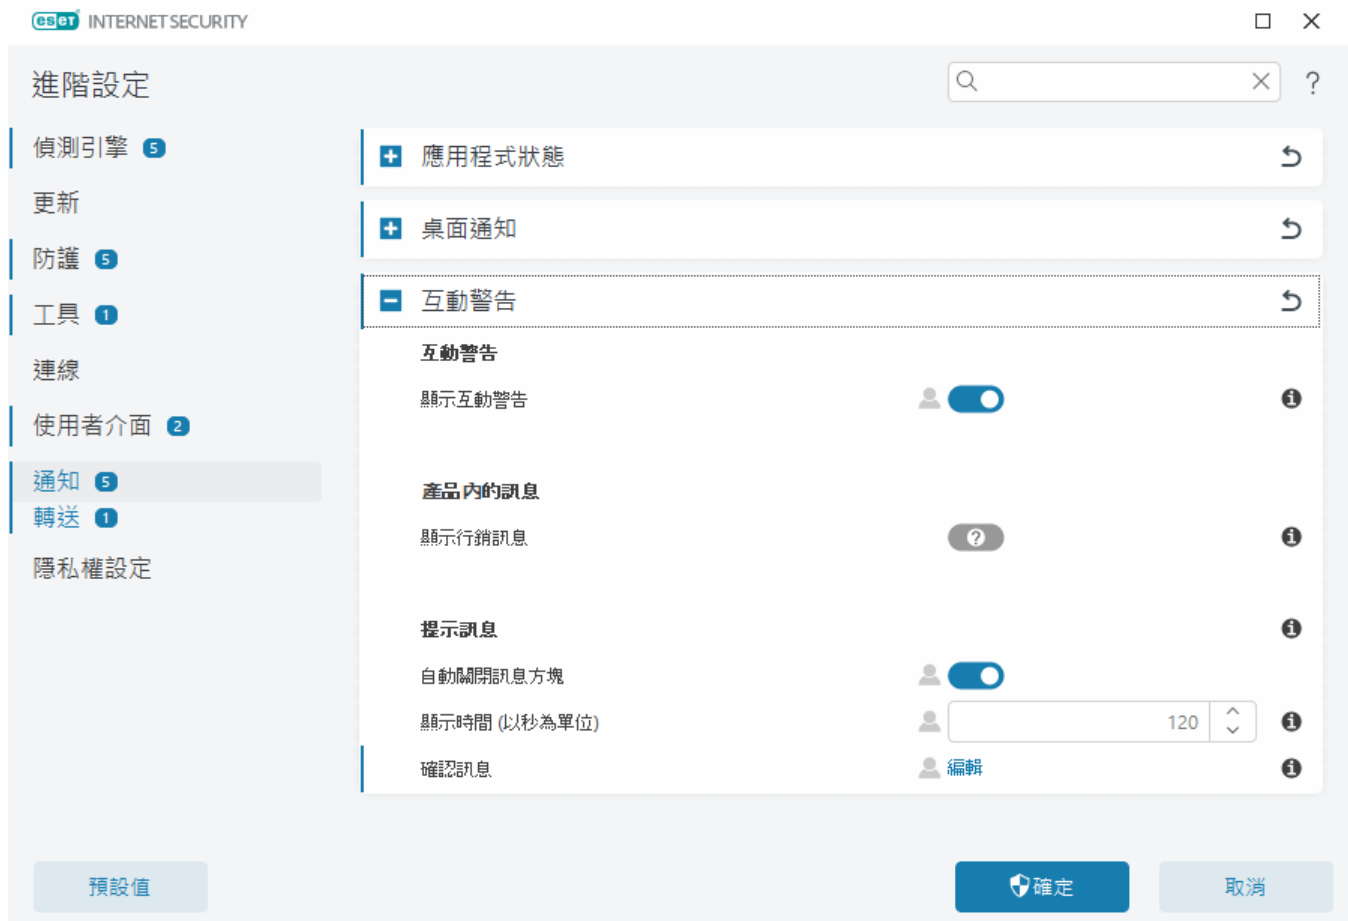 eset INTERNET SECURITY
進階設定
?
偵測引擎 5
更新
防護 5
工具 1
連線
使用者介面 2
通知 5
轉送 1
隱私權設定
應用程式狀態
桌面通知
互動警告
互動警告
顯示互動警告
產品內的訊息
顯示行銷訊息
?
提示訊息
自動關閉訊息方塊
顯示時間 (以秒為單位)
120
確認訊息
編輯
預設值
確定
取消